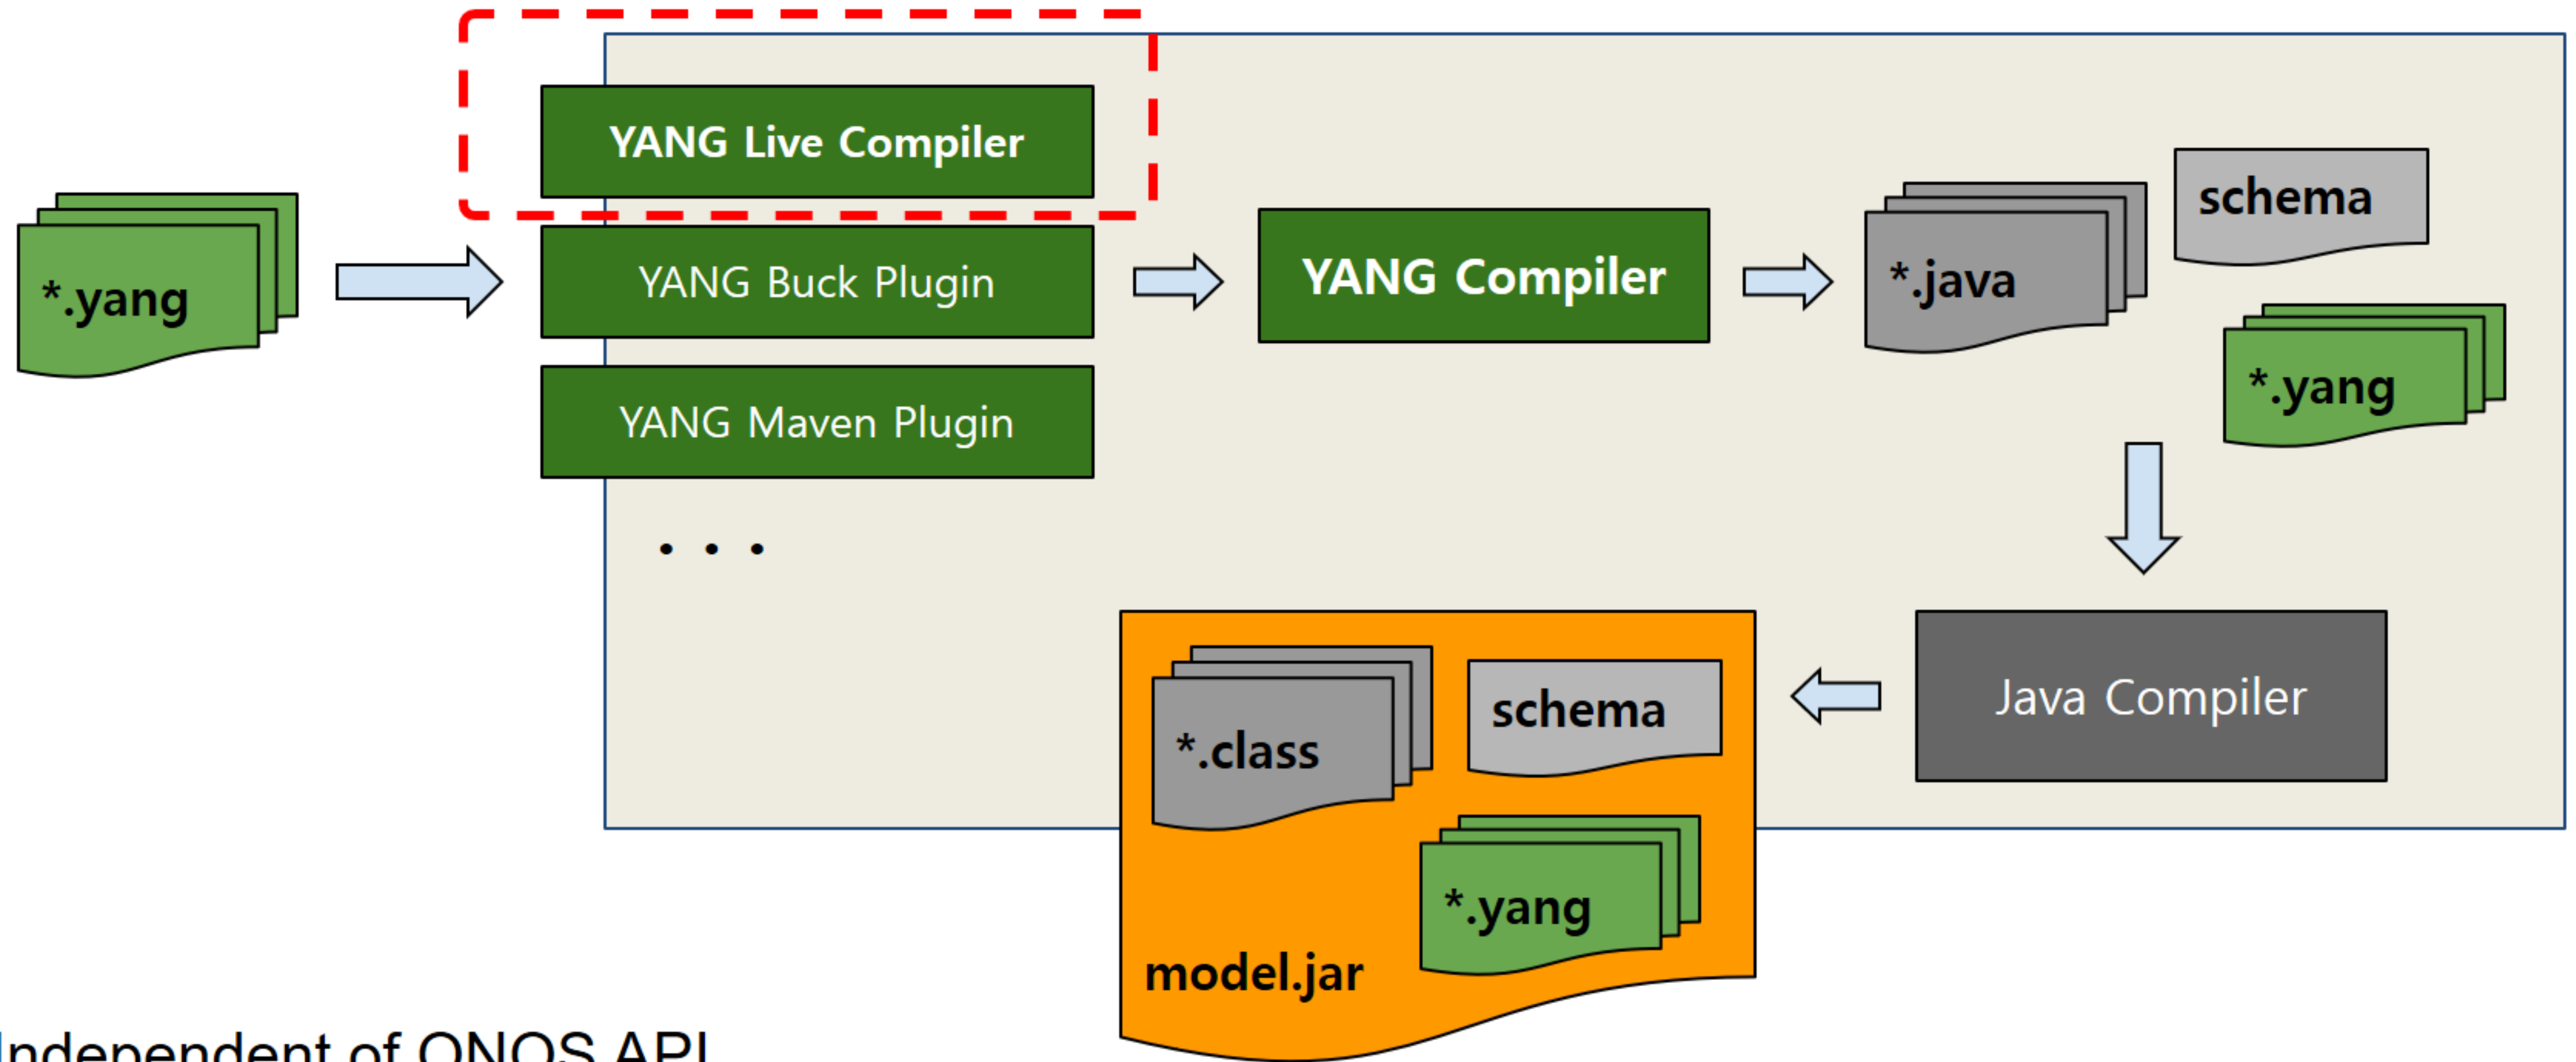 YANG Live Compiler
*.yang
YANG Buck Plugin
YANG Maven Plugin
. . .
YANG Compiler
*.java
schema
*.yang
Java Compiler
*.class
schema
*.yang
model.jar
Independent of ONOS API